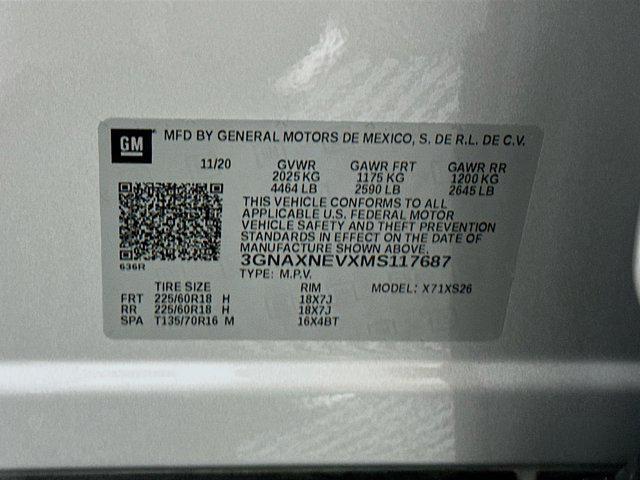 GM MFD BY GENERAL MOTORS DE MEXICO, S. DE R.L. DE C.V.
11/20 GVWR GAWR FRT GAWR RR
2025 KG 1175 KG 1200 KG
4464 LB 2590 LB 2645 LB
THIS VEHICLE CONFORMS TO ALL
APPLICABLE U.S. FEDERAL MOTOR
VEHICLE SAFETY AND THEFT PREVENTION
STANDARDS IN EFFECT ON THE DATE OF
MANUFACTURE SHOWN ABOVE.
3GNAXNEVXMS117687
636R
TYPE: M.P.V. MODEL: X71XS26
TIRE SIZE RIM
FRT 225/60R18 H 18X7J
RR 225/60R18 H 18X7J
SPA T135/70R16 M 16X4BT